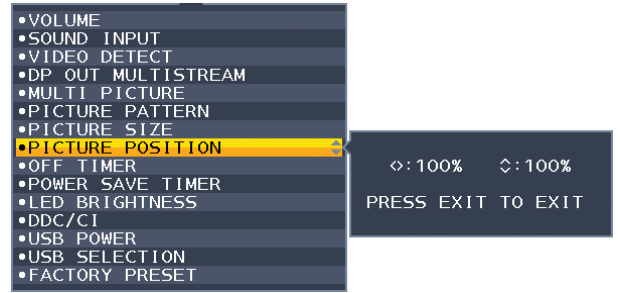 •VOLUME
•SOUND INPUT
•VIDEO DETECT
•DP OUT MULTISTREAM
•MULTI PICTURE
•PICTURE PATTERN
•PICTURE SIZE
•PICTURE POSITION
•OFF TIMER
•POWER SAVE TIMER
•LED BRIGHTNESS
•DDC/CI
•USB POWER
•USB SELECTION
•FACTORY PRESET
:100% :100%
PRESS EXIT TO EXIT